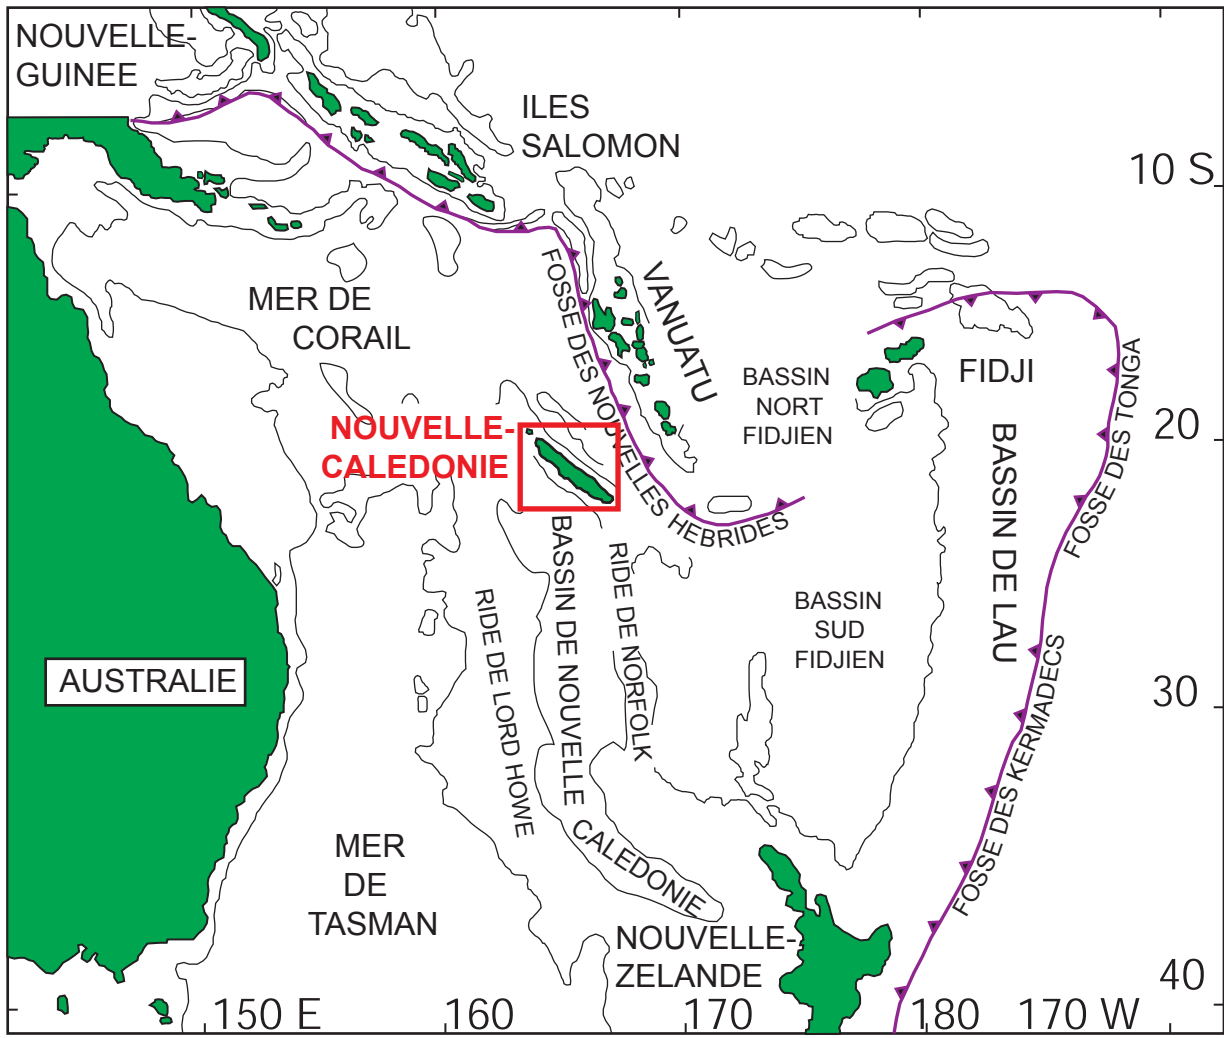 NOUVELLE-
GUINEE
ILES
SALOMON
10 S
MER DE
CORAIL
FOSSE DES NOUVELLES HEBRIDES
VANUATU
BASSIN
NORT
FIDJIEN
FIDJI
FOSSE DES TONGA
NOUVELLE-
CALEDONIE
20
BASSIN DE LAU
BASSIN DE NOUVELLE
CALEDONIE
RIDE DE NORFOLK
RIDE DE LORD HOWE
BASSIN
SUD
FIDJIEN
AUSTRALIE
30
FOSSE DES KERMADECS
MER
DE
TASMAN
NOUVELLE-
ZELANDE
40
150 E
160
170
180
170 W